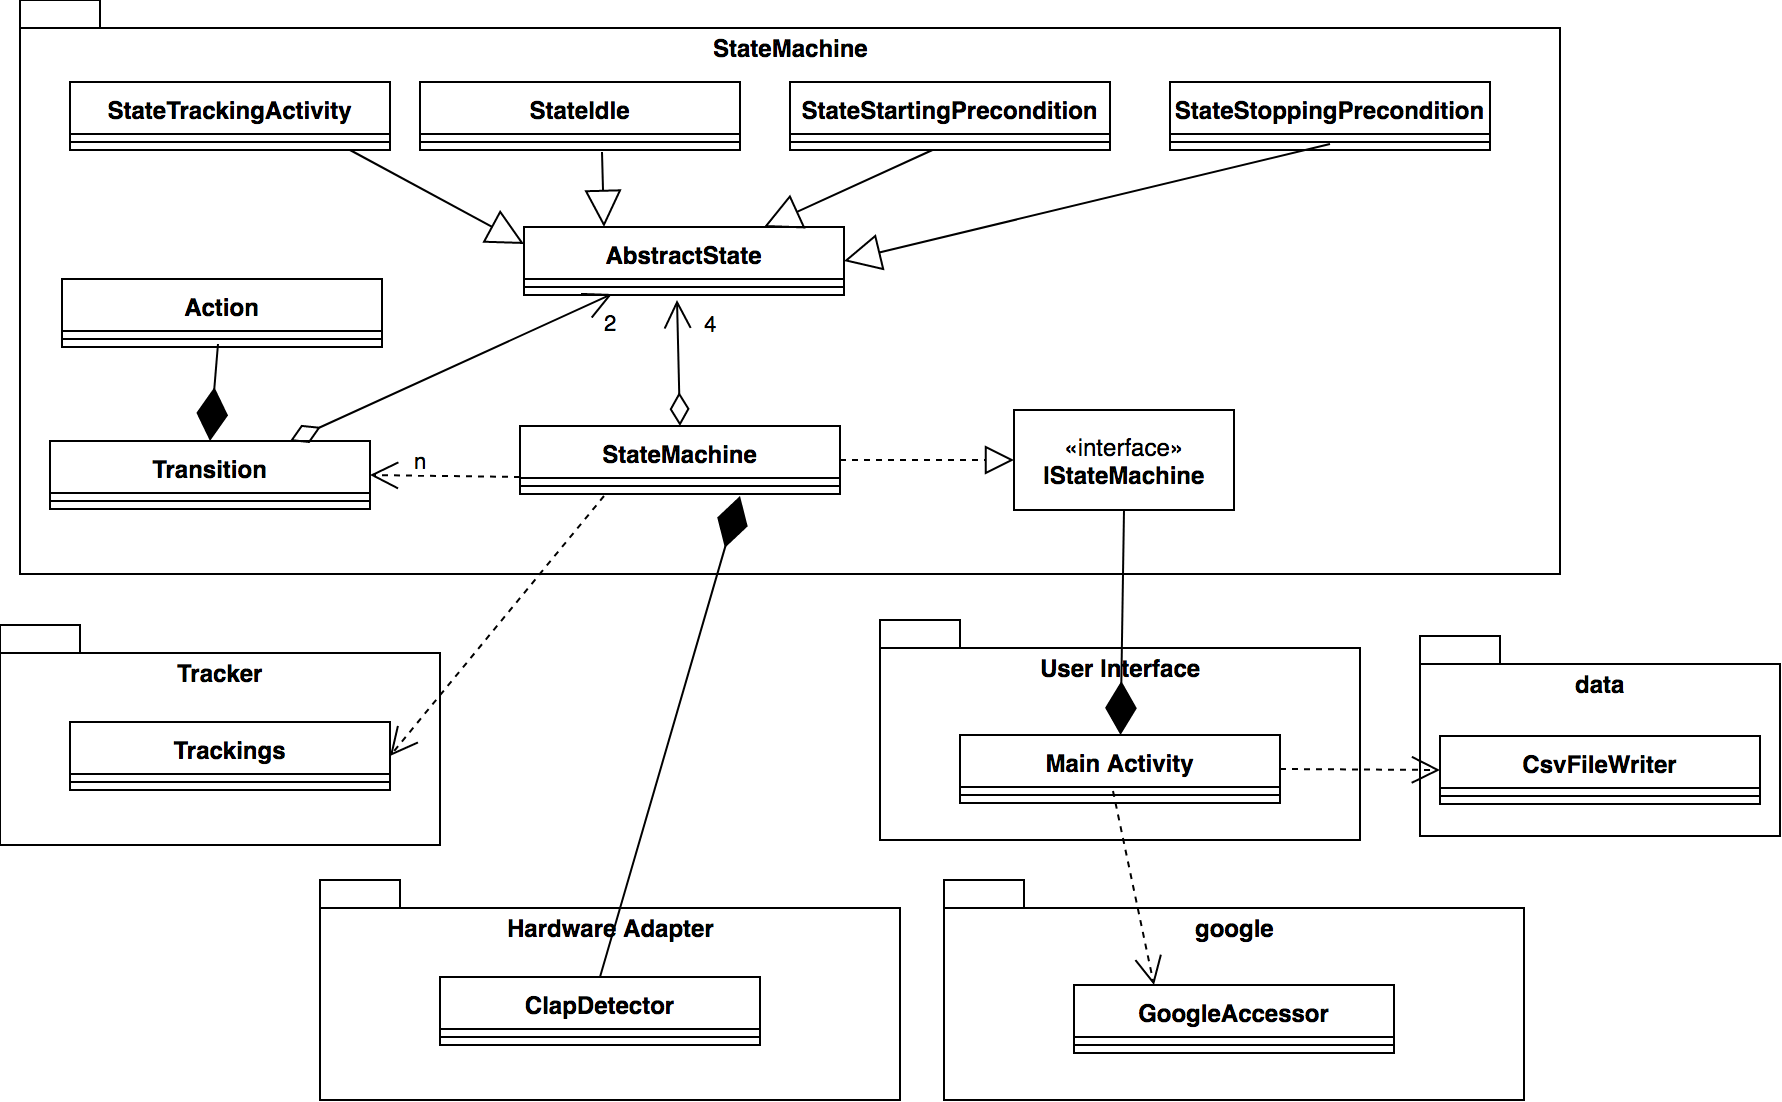 StateMachine
StateTrackingActivity
StateIdle
StateStartingPrecondition
StateStoppingPrecondition
AbstractState
Action
2
4
Transition
n
StateMachine
«interface»
IStateMachine
Tracker
Trackings
User Interface
Main Activity
data
CsvFileWriter
Hardware Adapter
ClapDetector
google
GoogleAccessor